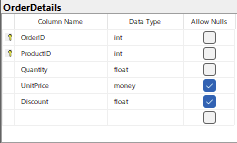 OrderDetails
Column Name Data Type Allow Nulls
OrderID int
ProductID int
Quantity float
UnitPrice money
Discount float